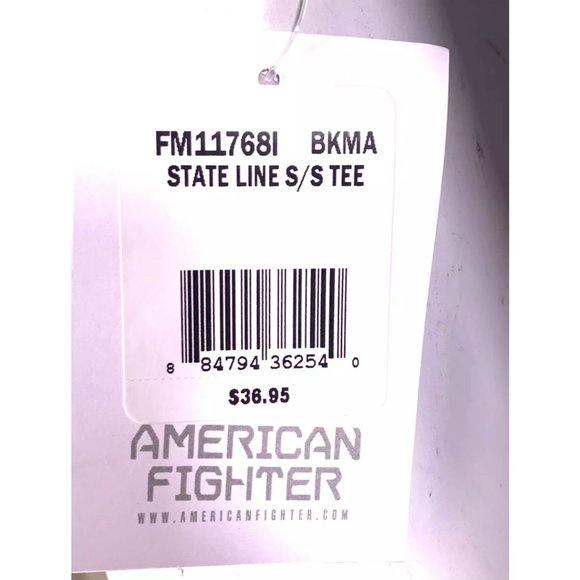 FM11768I BKMA
STATE LINE S/S TEE
8 84794 36254 0
$36.95
AMERICAN
FIGHTER
WWW.AMERICANFIGHTER.COM